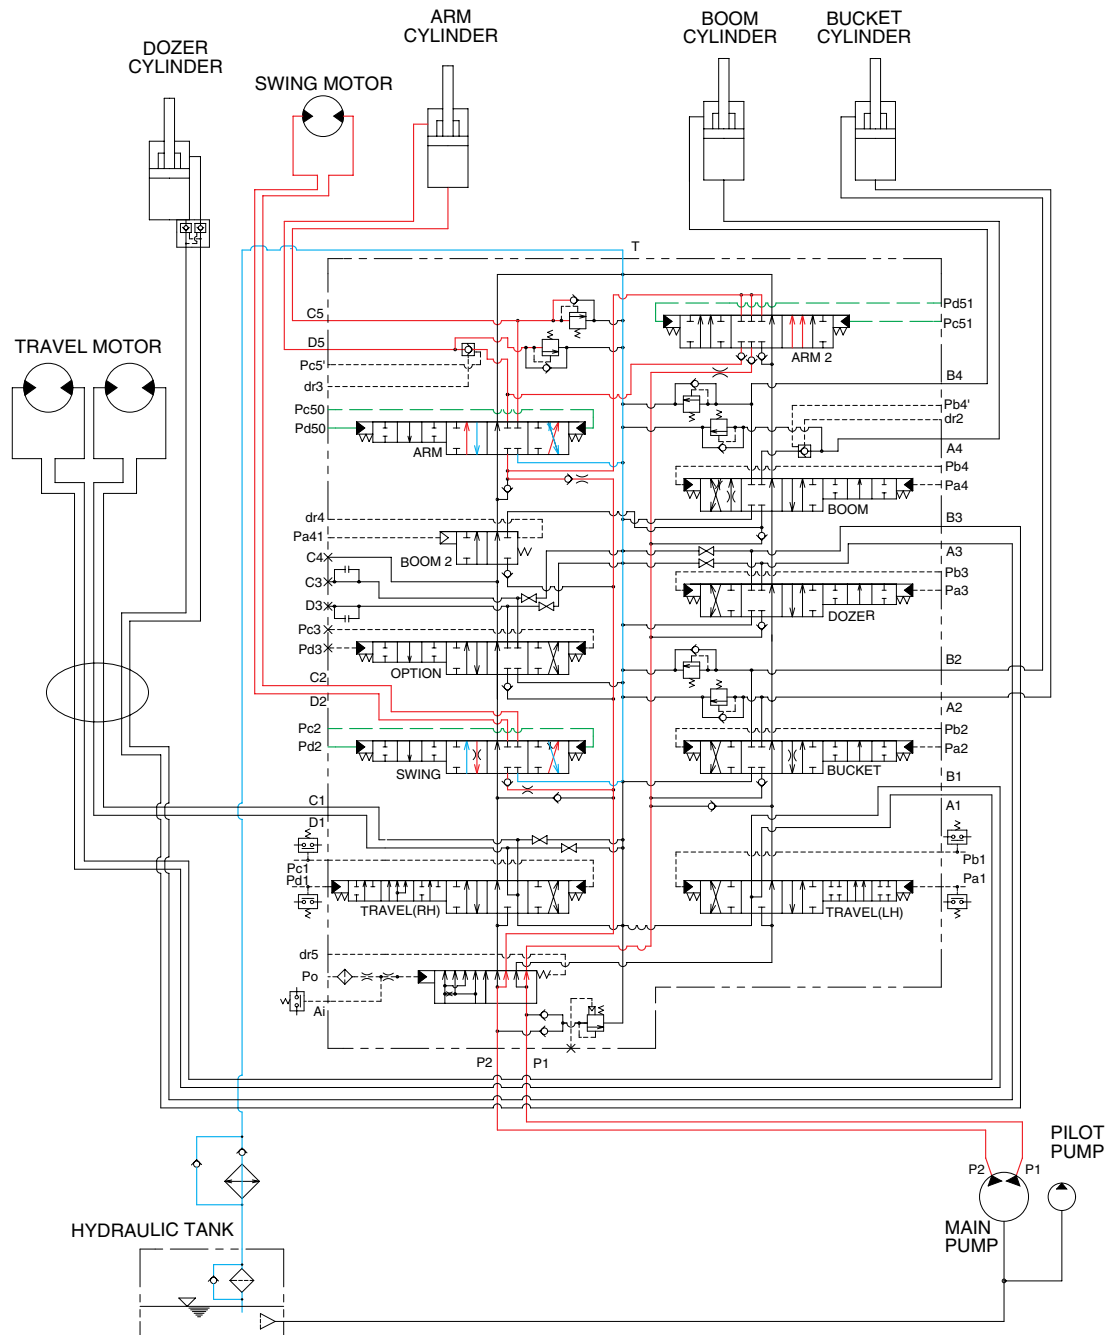 ARM
CYLINDER
BOOM
CYLINDER
BUCKET
CYLINDER
DOZER
CYLINDER
SWING MOTOR
TRAVEL MOTOR
T
C5
D5
Pc5'
dr3
Pc50
Pd50
ARM
dr4
Pa41
C4
BOOM 2
C3
D3
Pc3
Pd3
OPTION
C2
D2
Pc2
Pd2
SWING
C1
D1
Pc1
Pd1
TRAVEL(RH)
dr5
Po
Ai
Pd51
Pc51
ARM 2
B4
Pb4'
dr2
A4
Pb4
Pa4
BOOM
B3
A3
Pb3
Pa3
DOZER
B2
A2
Pb2
Pa2
BUCKET
B1
A1
Pb1
Pa1
TRAVEL(LH)
P2
P1
PILOT
PUMP
P2
P1
MAIN
PUMP
HYDRAULIC TANK